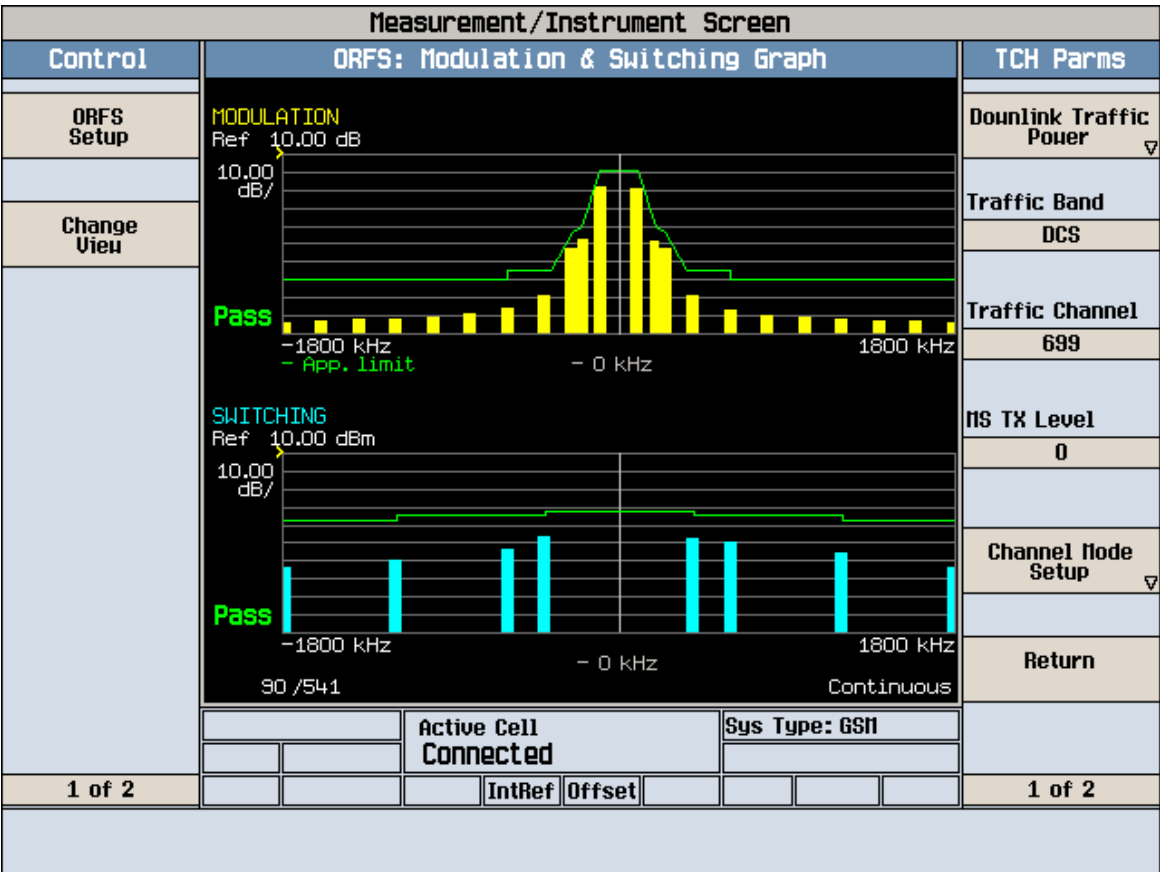 Measurement/Instrument Screen
Control
ORFS: Modulation & Switching Graph
TCH Parms
ORFS
Setup
Change
View
1 of 2
MODULATION
Ref 10.00 dB
10.00
dB/
Pass
-1800 kHz
1800 kHz
- App. limit
- 0 kHz
SWITCHING
Ref 10.00 dBm
10.00
dB/
Pass
-1800 kHz
1800 kHz
- 0 kHz
90 /541
Continuous
Active Cell
Connected
Sys Type: GSM
IntRef
Offset
Downlink Traffic
Power
Traffic Band
DCS
Traffic Channel
699
MS TX Level
0
Channel Mode
Setup
Return
1 of 2